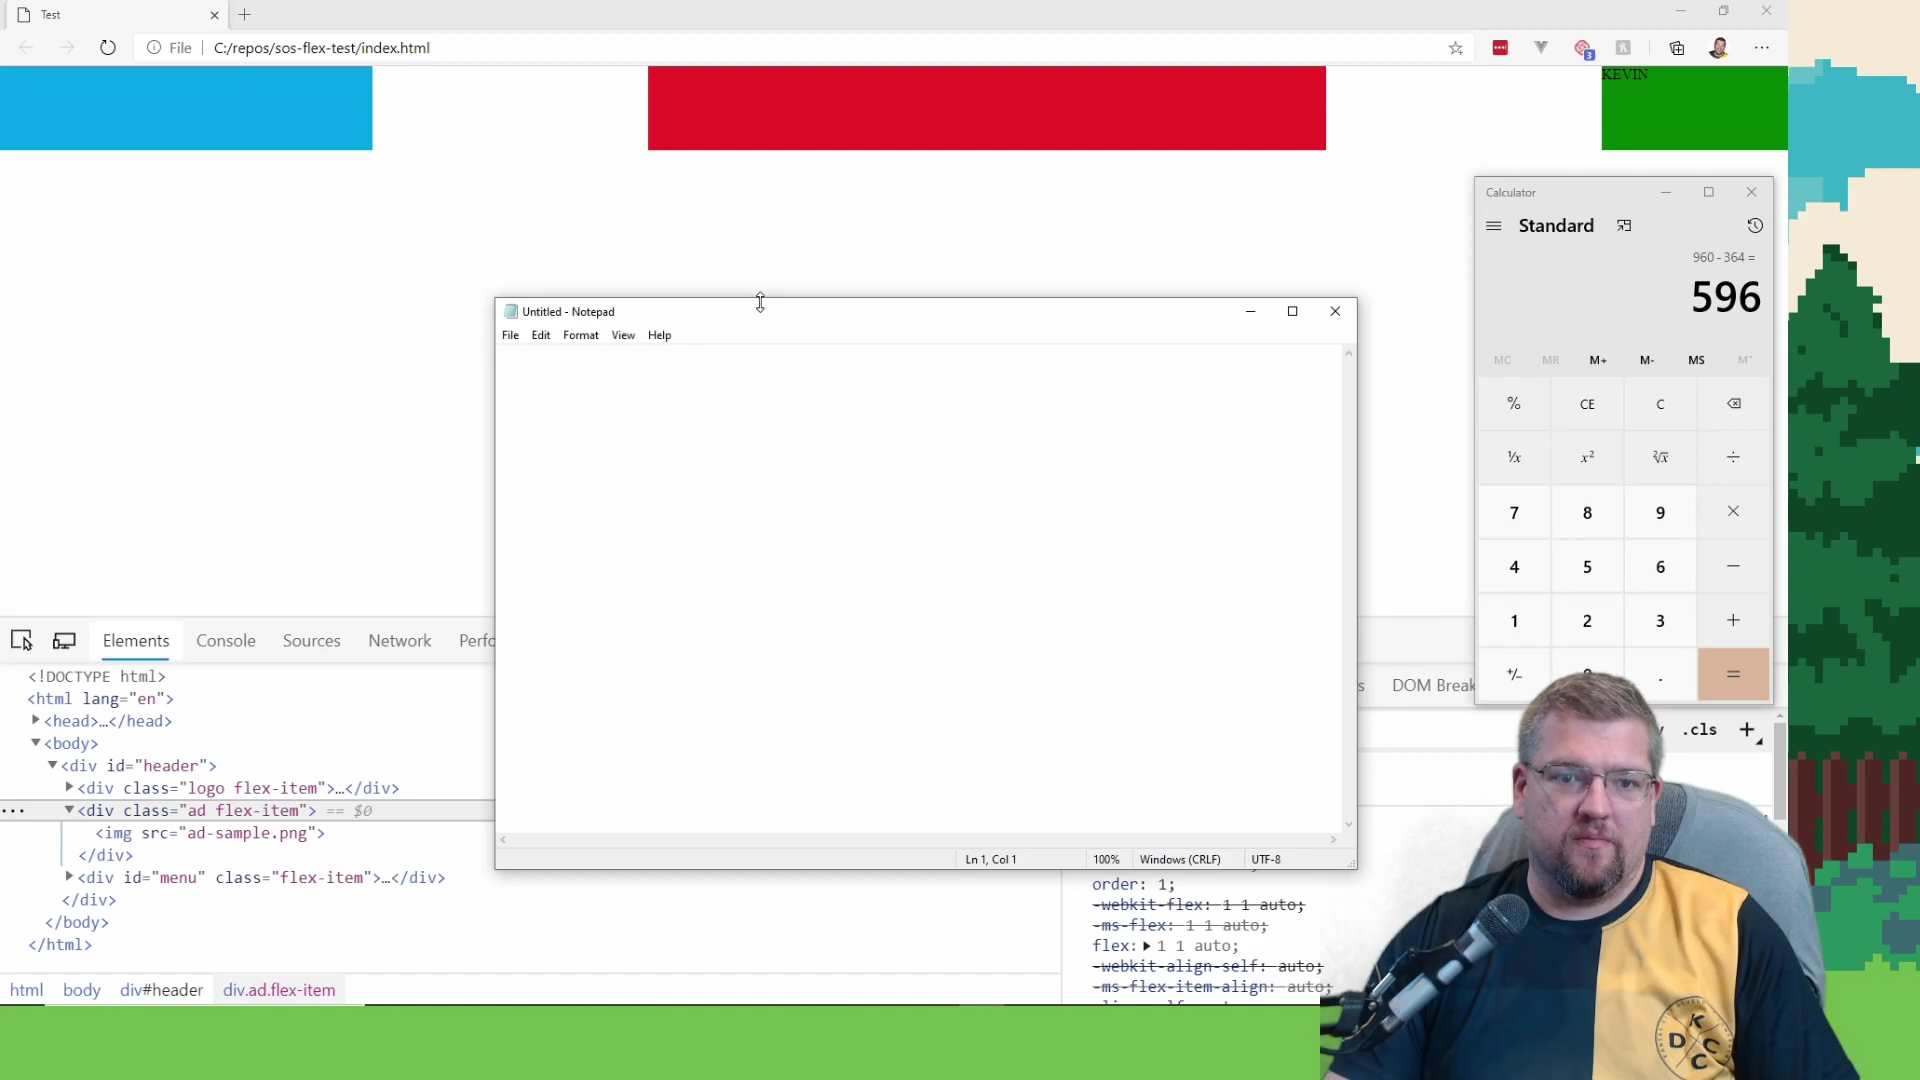 Test
File C:/repos/sos-flex-test/index.html
3
KEVIN
Calculator
Standard
960 - 364 =
596
MC MR M+ M- MS M˅
% CE C
⅟x x² ²√x ÷
7 8 9 ×
4 5 6 −
1 2 3 +
+/− . =
Untitled - Notepad
File Edit Format View Help
Ln 1, Col 1 100% Windows (CRLF) UTF-8
Elements Console Sources Network Perfo
DOM Break
.cls +
<!DOCTYPE html>
<html lang="en">
<head>…</head>
<body>
<div id="header">
<div class="logo flex-item">…</div>
<div class="ad flex-item"> == $0
<img src="ad-sample.png">
</div>
<div id="menu" class="flex-item">…</div>
</div>
</body>
</html>
order: 1;
-webkit-flex: 1 1 auto;
-ms-flex: 1 1 auto;
flex: 1 1 auto;
-webkit-align-self: auto;
-ms-flex-item-align: auto;
html body div#header div.ad.flex-item
K
D C
C